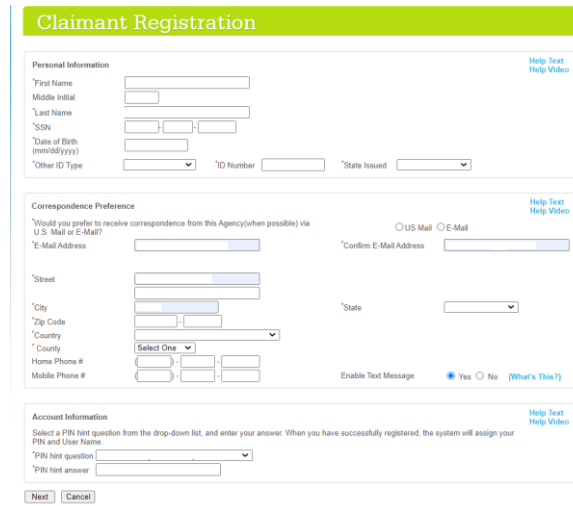 Claimant Registration
Personal Information
Help Text
Help Video
*First Name
Middle Initial
*Last Name
*SSN - -
*Date of Birth
(mm/dd/yyyy)
*Other ID Type *ID Number *State Issued
Correspondence Preference
Help Text
Help Video
*Would you prefer to receive correspondence from this Agency(when possible) via
U.S. Mail or E-Mail?
US Mail E-Mail
*E-Mail Address *Confirm E-Mail Address
*Street
*City *State
*Zip Code -
*Country
* County Select One
Home Phone # ( ) - -
Mobile Phone # ( ) - - Enable Text Message Yes No (What's This?)
Account Information
Help Text
Help Video
Select a PIN hint question from the drop-down list, and enter your answer. When you have successfully registered, the system will assign your
PIN and User Name.
*PIN hint question
*PIN hint answer
Next Cancel